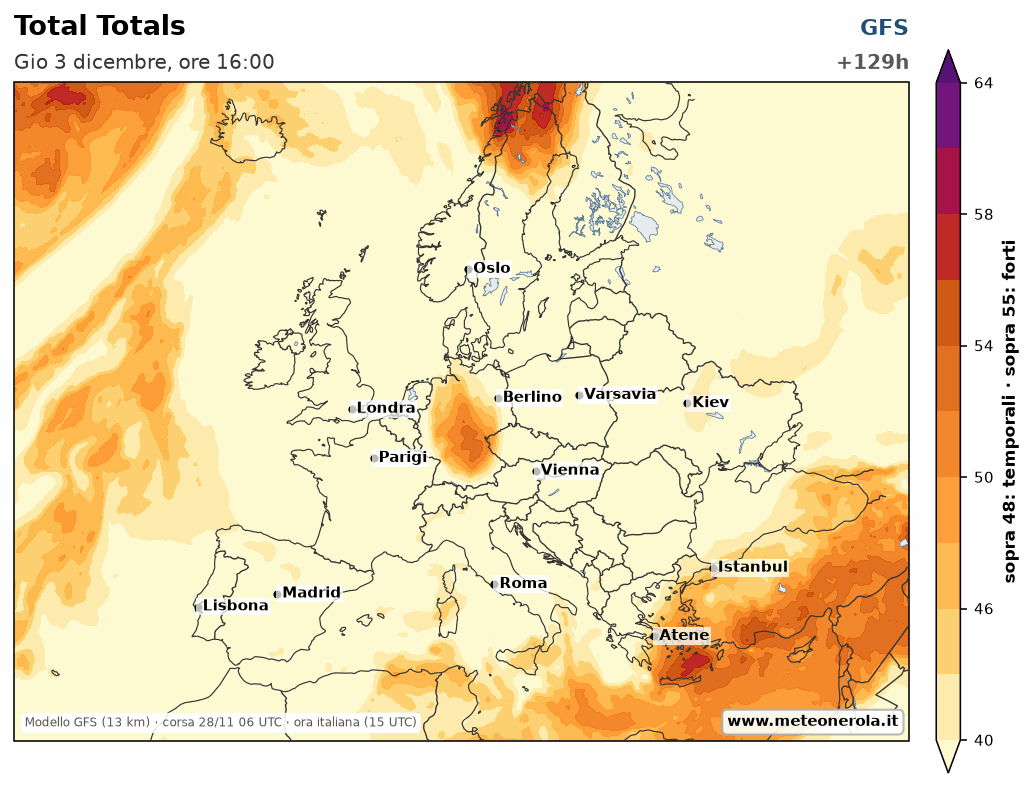 Total Totals
GFS
Gio 3 dicembre, ore 16:00
+129h
64
58
54
50
46
40
sopra 48: temporali · sopra 55: forti
Oslo
Berlino
Varsavia
Kiev
Londra
Parigi
Vienna
Istanbul
Roma
Madrid
Lisbona
Atene
Modello GFS (13 km) · corsa 28/11 06 UTC · ora italiana (15 UTC)
www.meteonerola.it